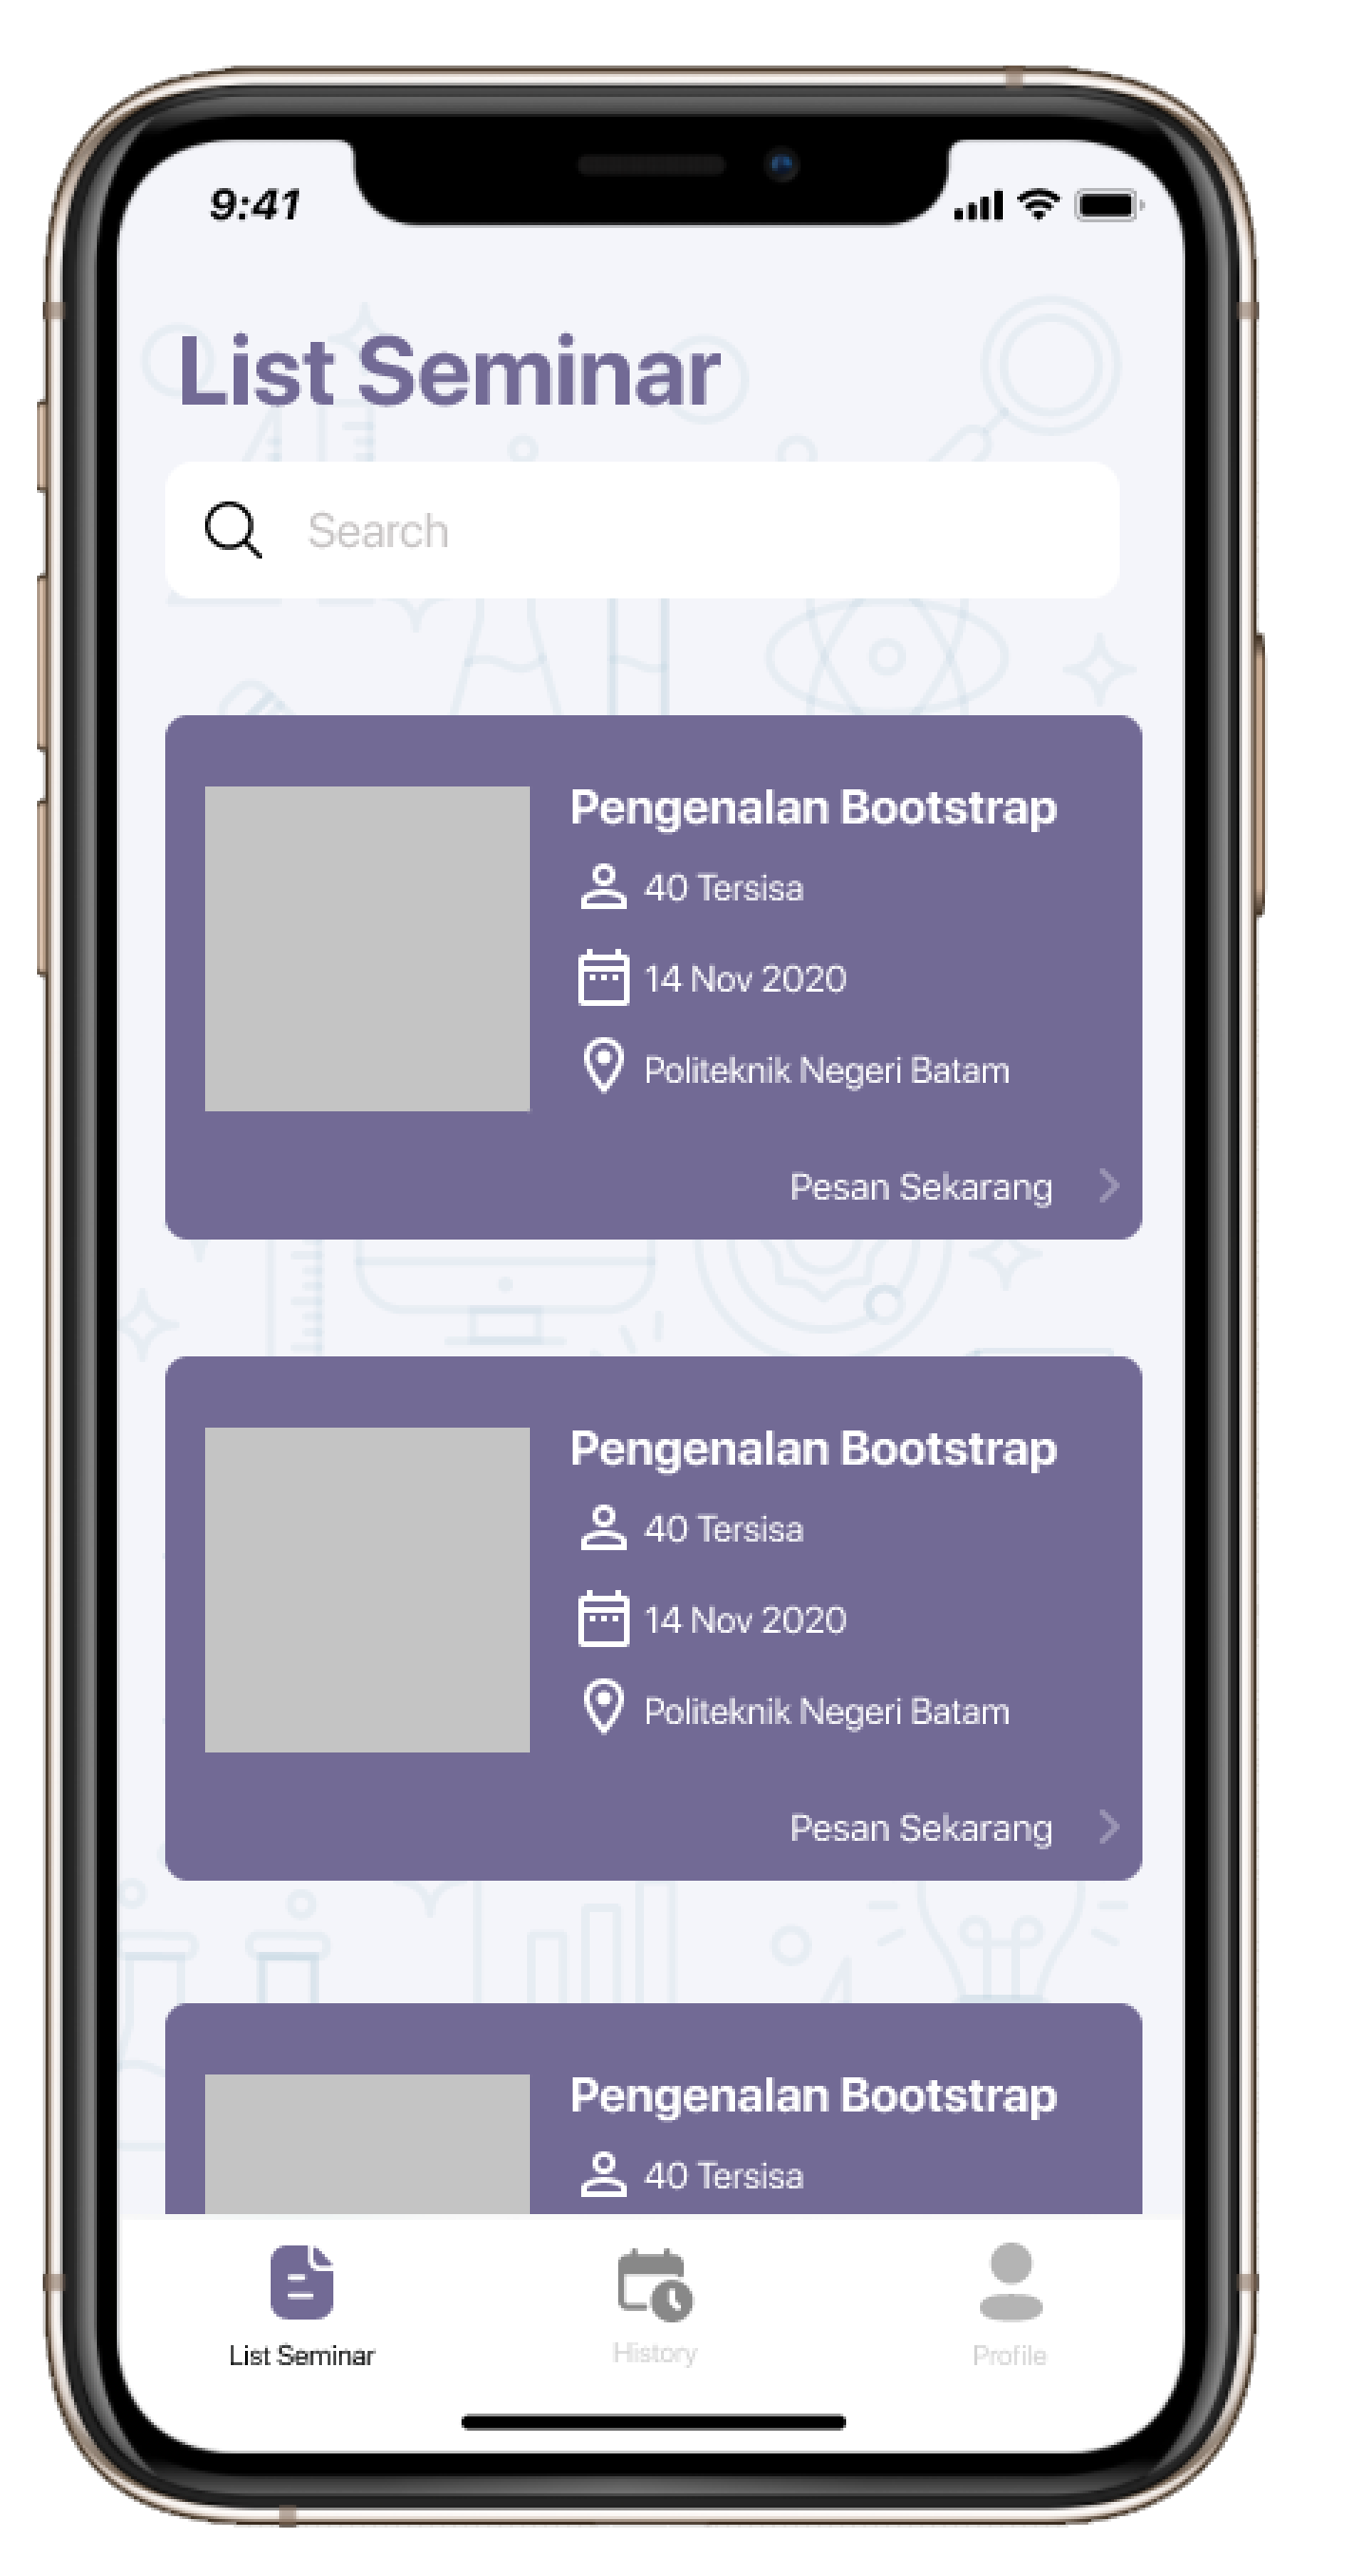 9:41
List Seminar
Search
Pengenalan Bootstrap
40 Tersisa
14 Nov 2020
Politeknik Negeri Batam
Pesan Sekarang
Pengenalan Bootstrap
40 Tersisa
14 Nov 2020
Politeknik Negeri Batam
Pesan Sekarang
Pengenalan Bootstrap
40 Tersisa
List Seminar
History
Profile